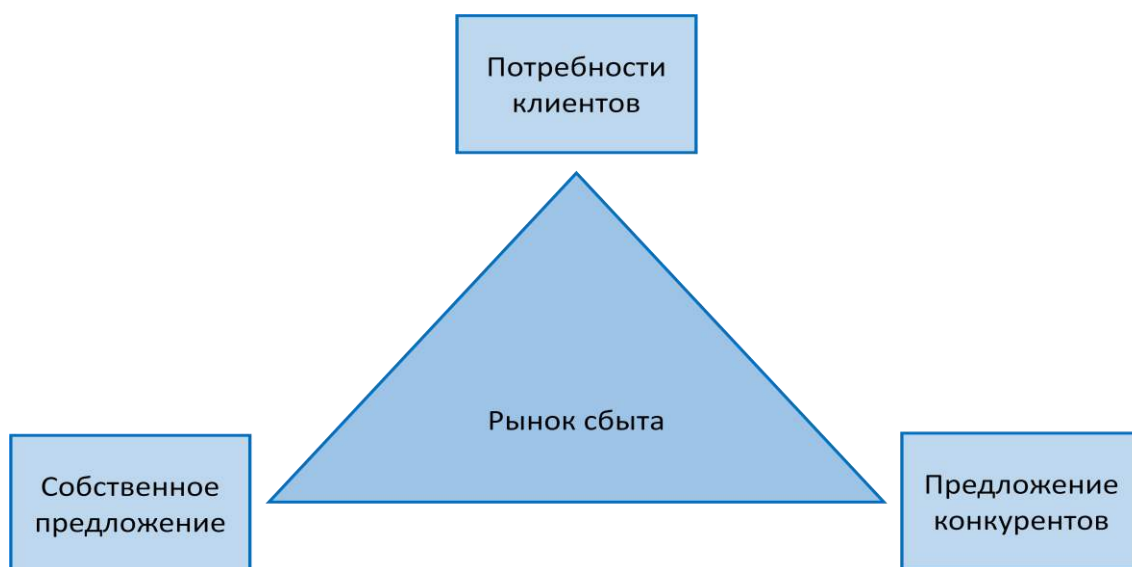 Потребности
клиентов
Рынок сбыта
Собственное
предложение
Предложение
конкурентов